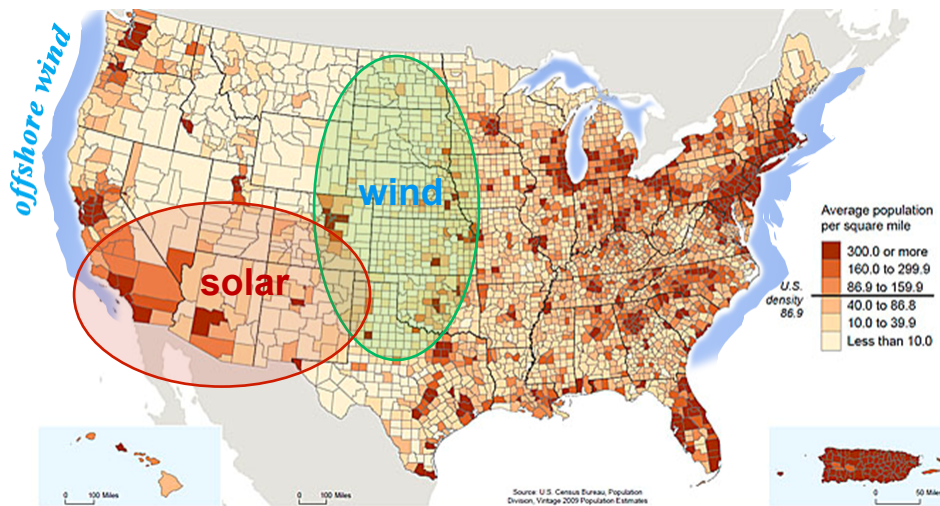 offshore wind
wind
solar
Average population
per square mile
300.0 or more
160.0 to 299.9
86.9 to 159.9
U.S.
density
86.9
40.0 to 86.8
10.0 to 39.9
Less than 10.0
0 100 Miles
0 100 Miles
Source: U.S. Census Bureau, Population
Division, Vintage 2009 Population Estimates
0 50 Miles